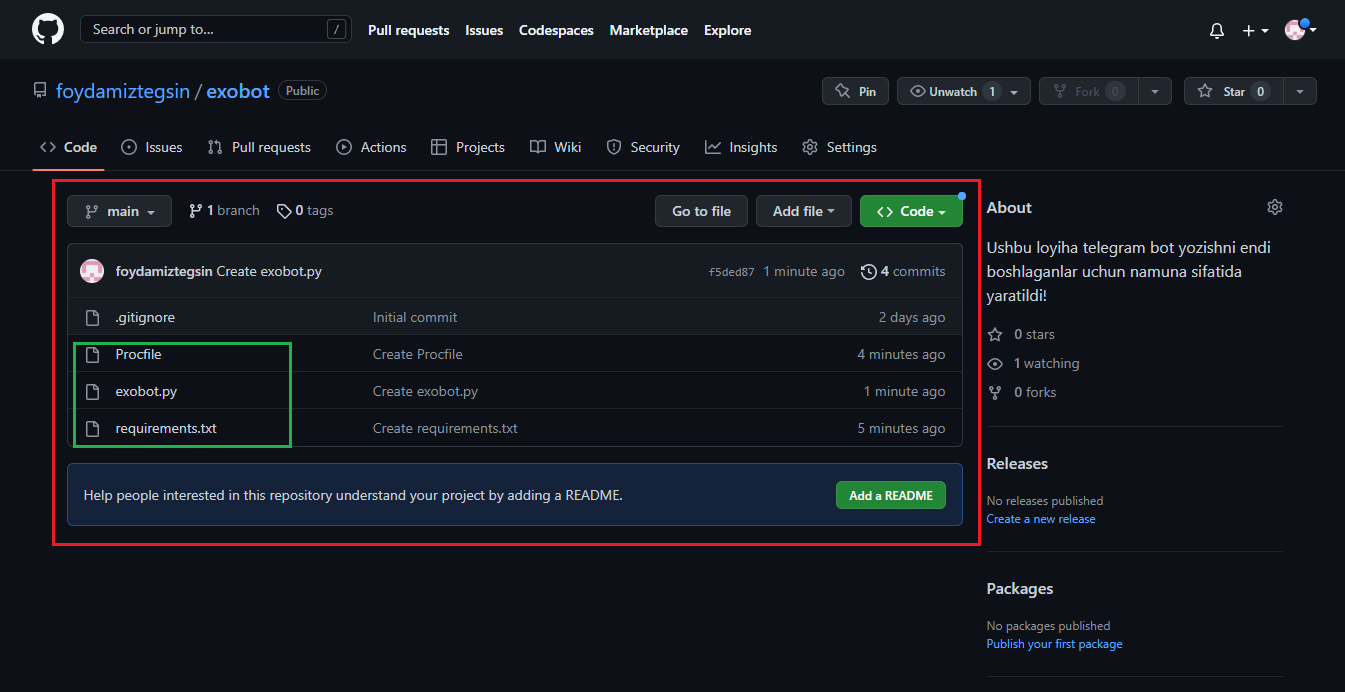 Search or jump to... /
Pull requests Issues Codespaces Marketplace Explore
foydamiztegsin / exobot Public
Pin Unwatch 1 Fork 0 Star 0
Code Issues Pull requests Actions Projects Wiki Security Insights Settings
main 1 branch 0 tags Go to file Add file Code
foydamiztegsin Create exobot.py f5ded87 1 minute ago 4 commits
.gitignore Initial commit 2 days ago
Procfile Create Procfile 4 minutes ago
exobot.py Create exobot.py 1 minute ago
requirements.txt Create requirements.txt 5 minutes ago
Help people interested in this repository understand your project by adding a README. Add a README
About
Ushbu loyiha telegram bot yozishni endi
boshlaganlar uchun namuna sifatida
yaratildi!
0 stars
1 watching
0 forks
Releases
No releases published
Create a new release
Packages
No packages published
Publish your first package